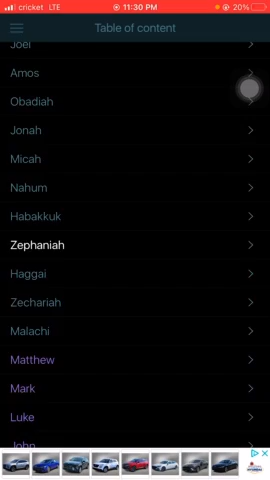 cricket LTE 11:30 PM 20%
Table of content
Joel
Amos
Obadiah
Jonah
Micah
Nahum
Habakkuk
Zephaniah
Haggai
Zechariah
Malachi
Matthew
Mark
Luke
John